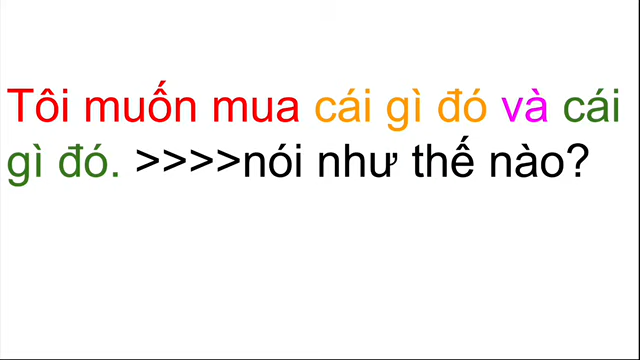 Tôi muốn mua cái gì đó và cái
gì đó. >>>>nói như thế nào?